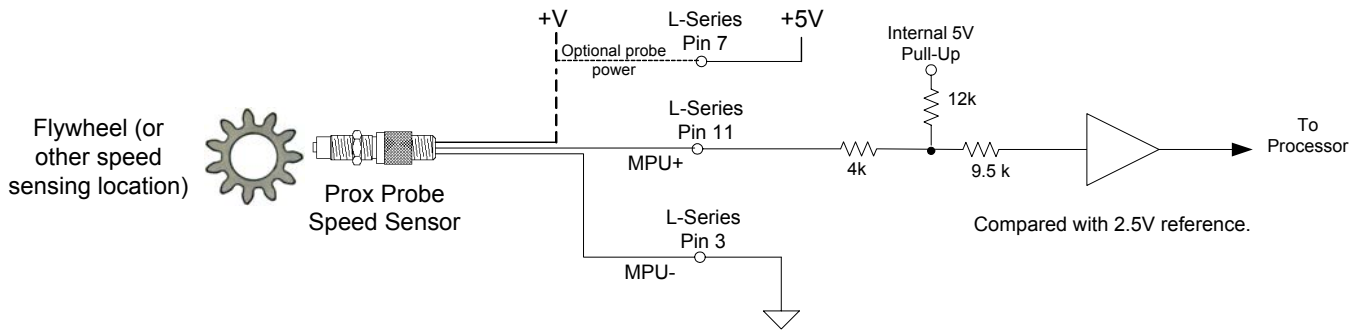 +V
L-Series
Pin 7
+5V
Optional probe
power
Internal 5V
Pull-Up
12k
Flywheel (or
other speed
sensing location)
Prox Probe
Speed Sensor
L-Series
Pin 11
MPU+
4k
9.5 k
To
Processor
Compared with 2.5V reference.
L-Series
Pin 3
MPU-